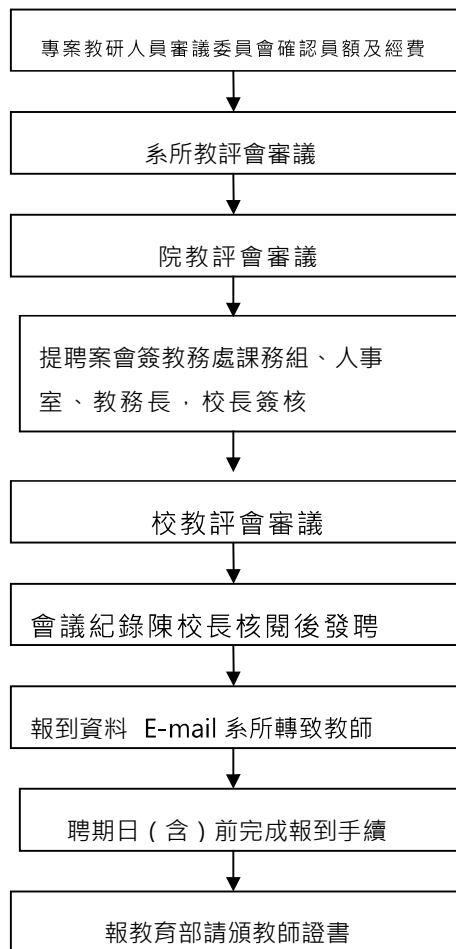 專案教研人員審議委員會確認員額及經費
系所教評會審議
院教評會審議
提聘案會簽教務處課務組、人事
室、教務長，校長簽核
校教評會審議
會議紀錄陳校長核閱後發聘
報到資料 E-mail 系所轉致教師
聘期日(含)前完成報到手續
報教育部請頒教師證書